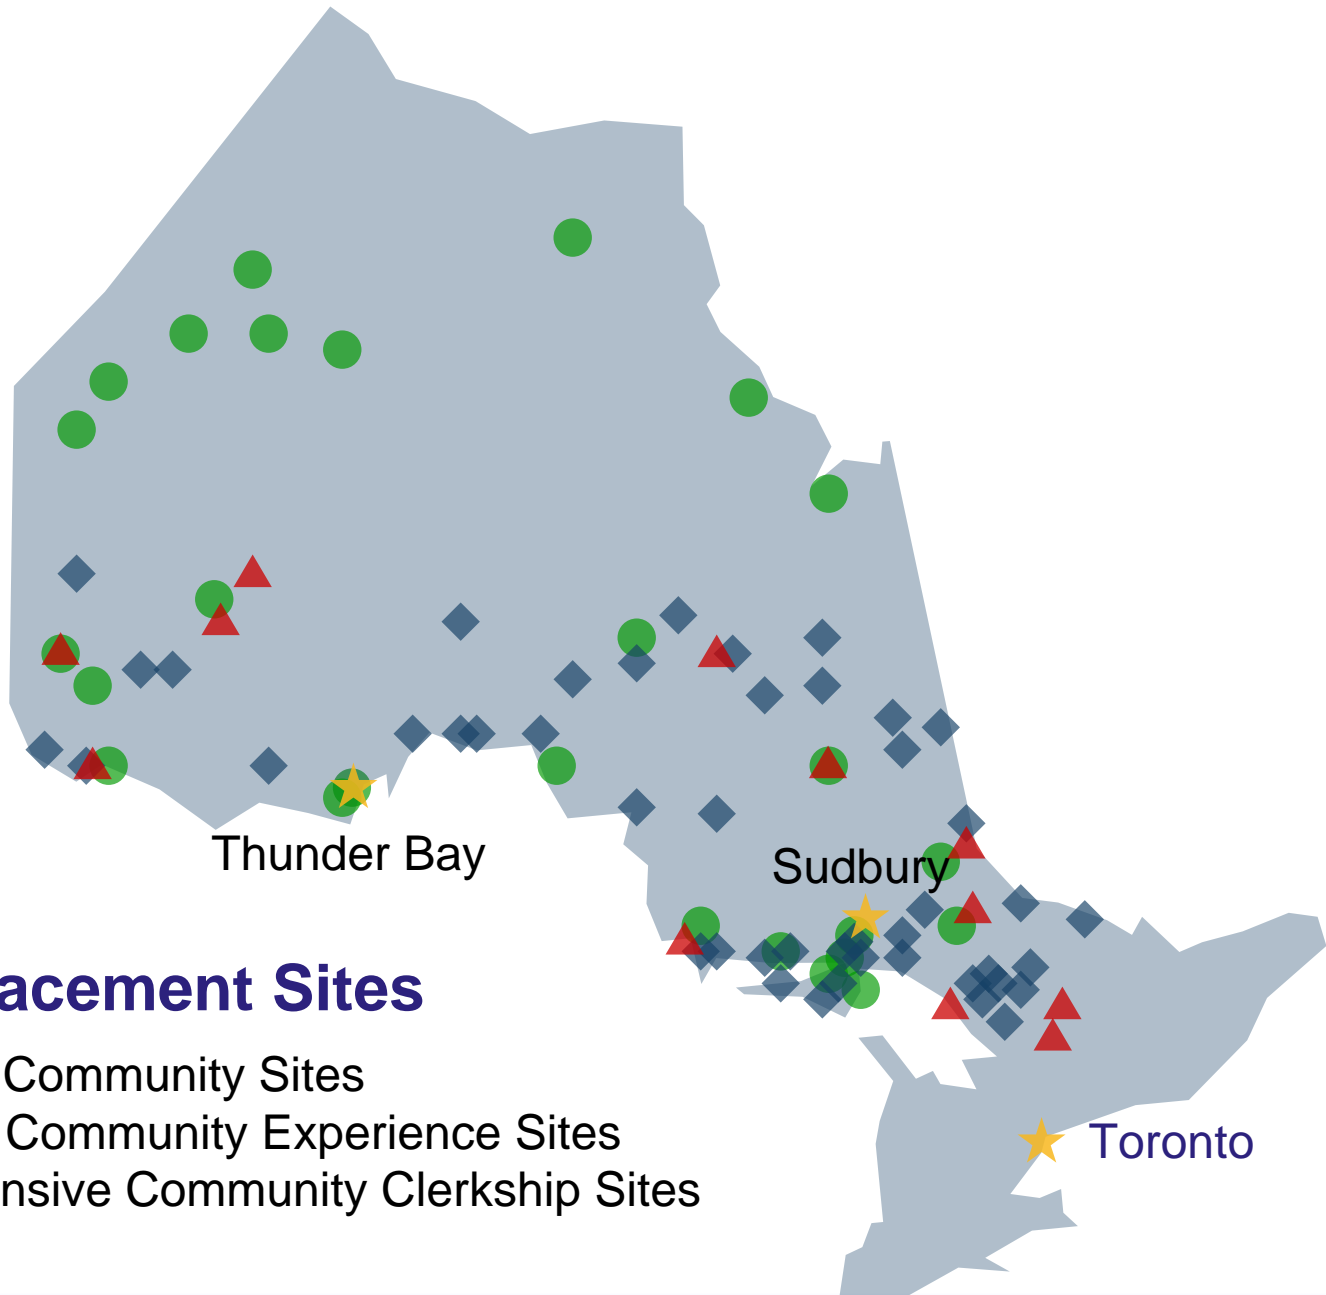 Thunder Bay
Sudbury
acement Sites
Community Sites
Community Experience Sites
nsive Community Clerkship Sites
Toronto